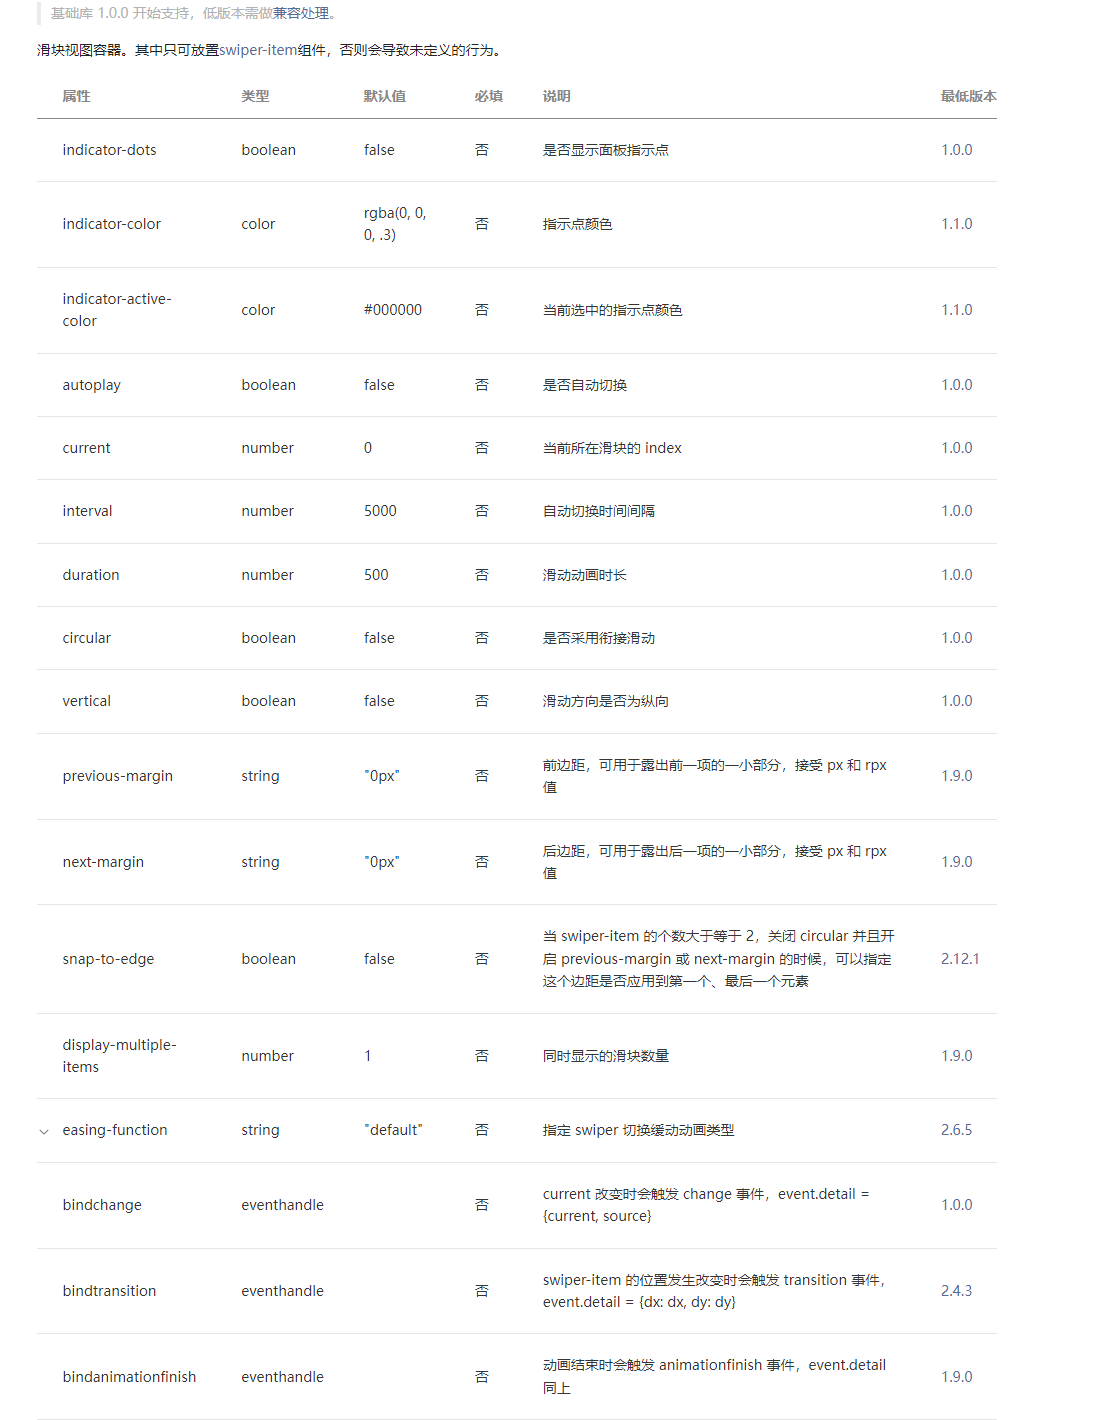 基础库 1.0.0 开始支持，低版本需做兼容处理。
滑块视图容器。其中只可放置swiper-item组件，否则会导致未定义的行为。
属性 类型 默认值 必填 说明 最低版本
indicator-dots boolean false 否 是否显示面板指示点 1.0.0
rgba(0, 0,
indicator-color color 否 指示点颜色 1.1.0
0, .3)
indicator-active-
color #000000 否 当前选中的指示点颜色 1.1.0
color
autoplay boolean false 否 是否自动切换 1.0.0
current number 0 否 当前所在滑块的 index 1.0.0
interval number 5000 否 自动切换时间间隔 1.0.0
duration number 500 否 滑动动画时长 1.0.0
circular boolean false 否 是否采用衔接滑动 1.0.0
vertical boolean false 否 滑动方向是否为纵向 1.0.0
前边距，可用于露出前一项的一小部分，接受 px 和 rpx
previous-margin string "0px" 否 1.9.0
值
后边距，可用于露出后一项的一小部分，接受 px 和 rpx
next-margin string "0px" 否 1.9.0
值
当 swiper-item 的个数大于等于 2，关闭 circular 并且开
snap-to-edge boolean false 否 启 previous-margin 或 next-margin 的时候，可以指定 2.12.1
这个边距是否应用到第一个、最后一个元素
display-multiple-
number 1 否 同时显示的滑块数量 1.9.0
items
easing-function string "default" 否 指定 swiper 切换缓动动画类型 2.6.5
current 改变时会触发 change 事件，event.detail =
bindchange eventhandle 否 1.0.0
{current, source}
swiper-item 的位置发生改变时会触发 transition 事件，
bindtransition eventhandle 否 2.4.3
event.detail = {dx: dx, dy: dy}
动画结束时会触发 animationfinish 事件，event.detail
bindanimationfinish eventhandle 否 1.9.0
同上